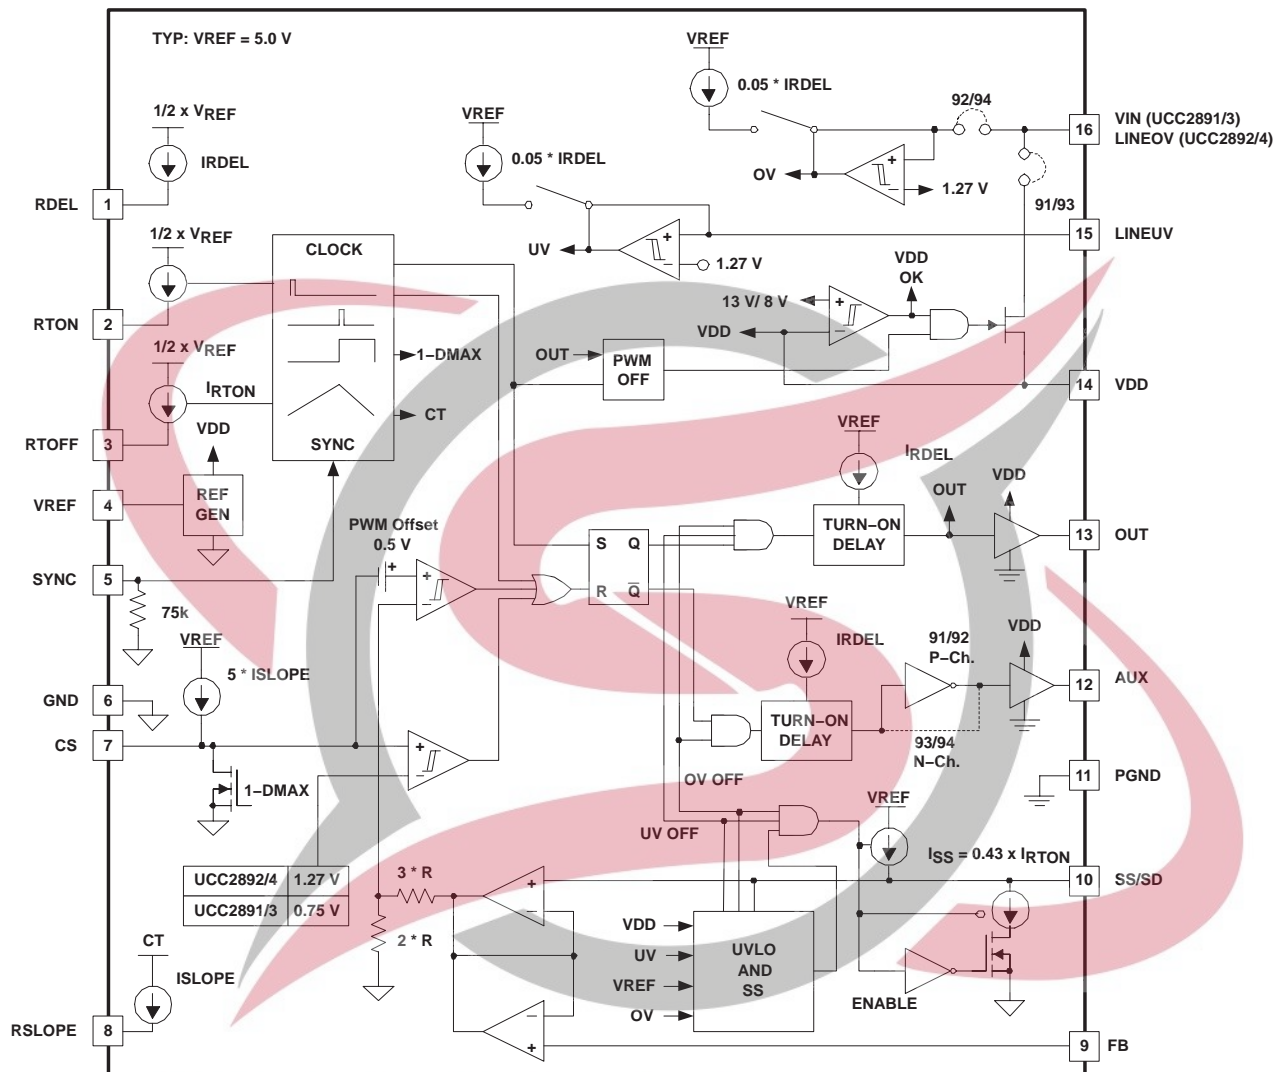 TYP: VREF = 5.0 V
VREF
0.05 * IRDEL
92/94
16
VIN (UCC2891/3)
LINEOV (UCC2892/4)
1/2 x VREF
IRDEL
VREF
0.05 * IRDEL
OV
+
−
1.27 V
91/93
RDEL
1
1/2 x VREF
CLOCK
UV
+
−
1.27 V
15
LINEUV
VDD
OK
13 V/ 8 V
+
−
VDD
RTON
2
1/2 x VREF
1−DMAX
OUT
PWM
OFF
14
VDD
IRTON
CT
VREF
IRDEL
RTOFF
3
VDD
SYNC
VDD
OUT
VREF
4
REF
GEN
PWM Offset
0.5 V
S
Q
TURN−ON
DELAY
13
OUT
SYNC
5
+
+
−
R
Q
75k
VREF
IRDEL
91/92
P−Ch.
VDD
VREF
5 * ISLOPE
12
AUX
GND
6
TURN−ON
DELAY
CS
7
+
−
93/94
N−Ch.
1−DMAX
OV OFF
11
PGND
VREF
UV OFF
ISS = 0.43 x IRTON
UCC2892/4
1.27 V
3 * R
+
10
SS/SD
UCC2891/3
0.75 V
−
2 * R
VDD
UV
VREF
OV
UVLO
AND
SS
CT
ISLOPE
ENABLE
RSLOPE
8
−
+
9
FB